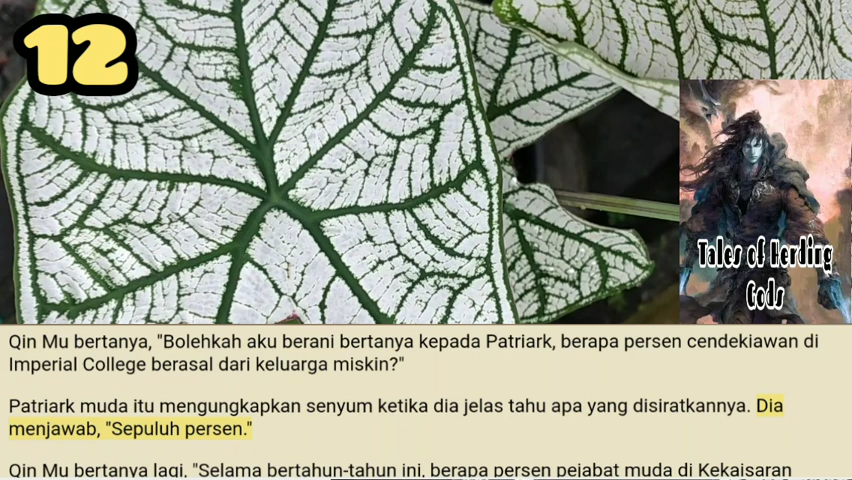 12
Tales of Herding
Gods
Qin Mu bertanya, "Bolehkah aku berani bertanya kepada Patriark, berapa persen cendekiawan di
Imperial College berasal dari keluarga miskin?"
Patriark muda itu mengungkapkan senyum ketika dia jelas tahu apa yang disiratkannya. Dia
menjawab, "Sepuluh persen."
Qin Mu bertanya lagi, "Selama bertahun-tahun ini, berapa persen pejabat muda di Kekaisaran